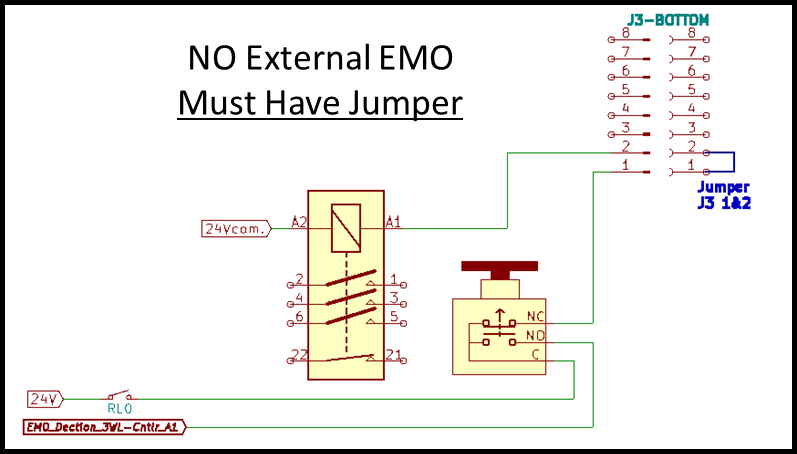 J3-BOTTOM
NO External EMO
Must Have Jumper
8 8
7 7
6 6
5 5
4 4
3 3
2 2
1 1
Jumper
J3 1&2
24Vcom. A2 A1
2 1
4 3
6 5
22 21
NC
NO
C
24V
RL0
EMO_Dection_3WL-Cntlr_A1